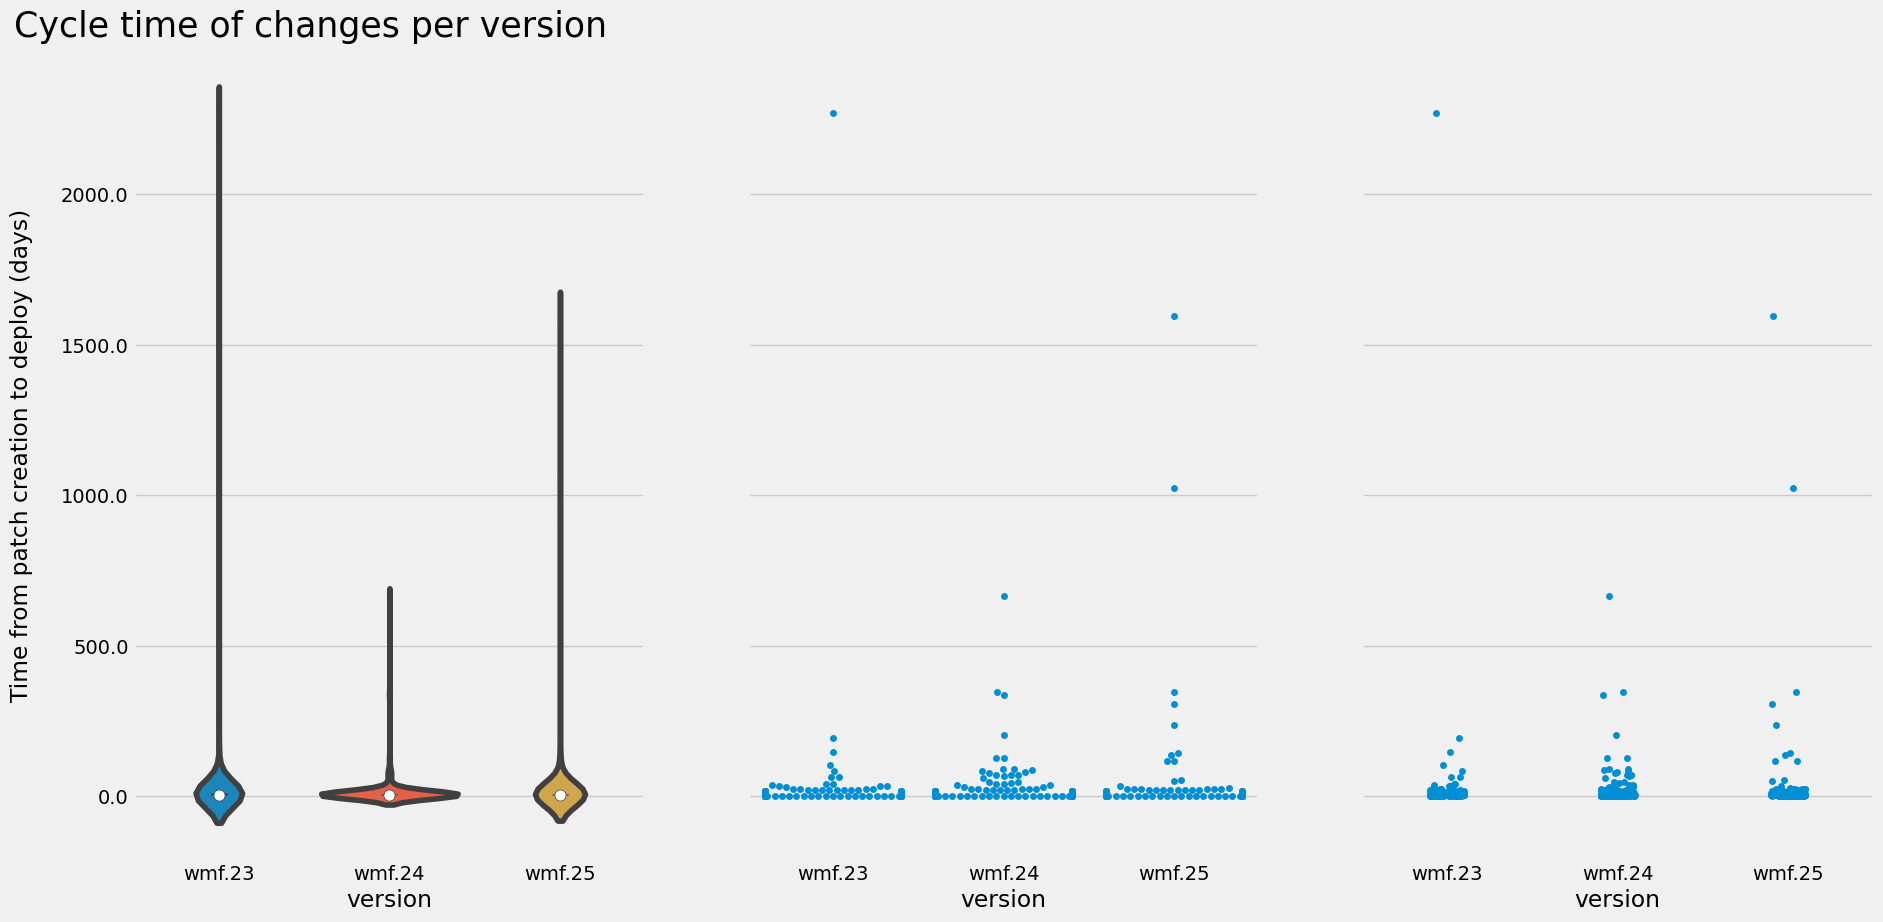 Cycle time of changes per version
Time from patch creation to deploy (days)
2000.0
1500.0
1000.0
500.0
0.0
wmf.23 wmf.24 wmf.25
version
wmf.23 wmf.24 wmf.25
version
wmf.23 wmf.24 wmf.25
version